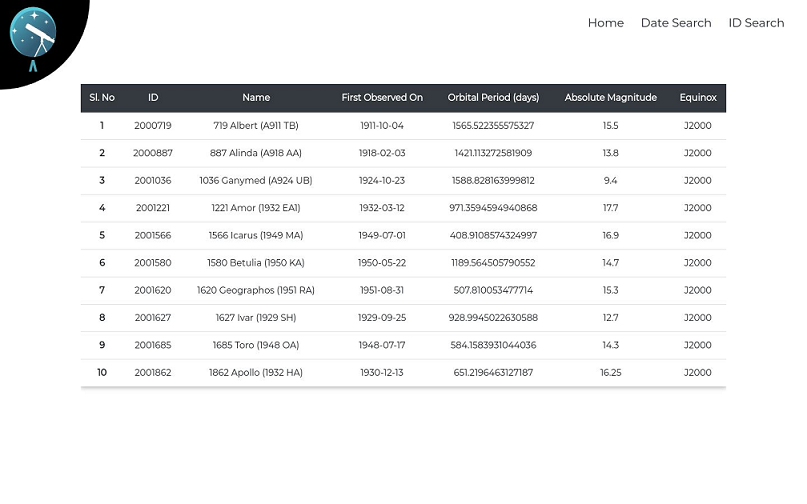 Home Date Search ID Search
Sl. No ID Name First Observed On Orbital Period (days) Absolute Magnitude Equinox
1 2000719 719 Albert (A911 TB) 1911-10-04 1565.522355575327 15.5 J2000
2 2000887 887 Alinda (A918 AA) 1918-02-03 1421.113272581909 13.8 J2000
3 2001036 1036 Ganymed (A924 UB) 1924-10-23 1588.828163999812 9.4 J2000
4 2001221 1221 Amor (1932 EA1) 1932-03-12 971.3594594940868 17.7 J2000
5 2001566 1566 Icarus (1949 MA) 1949-07-01 408.9108574324997 16.9 J2000
6 2001580 1580 Betulia (1950 KA) 1950-05-22 1189.564505790552 14.7 J2000
7 2001620 1620 Geographos (1951 RA) 1951-08-31 507.810053477714 15.3 J2000
8 2001627 1627 Ivar (1929 SH) 1929-09-25 928.9945022630588 12.7 J2000
9 2001685 1685 Toro (1948 OA) 1948-07-17 584.1583931044036 14.3 J2000
10 2001862 1862 Apollo (1932 HA) 1930-12-13 651.2196463127187 16.25 J2000